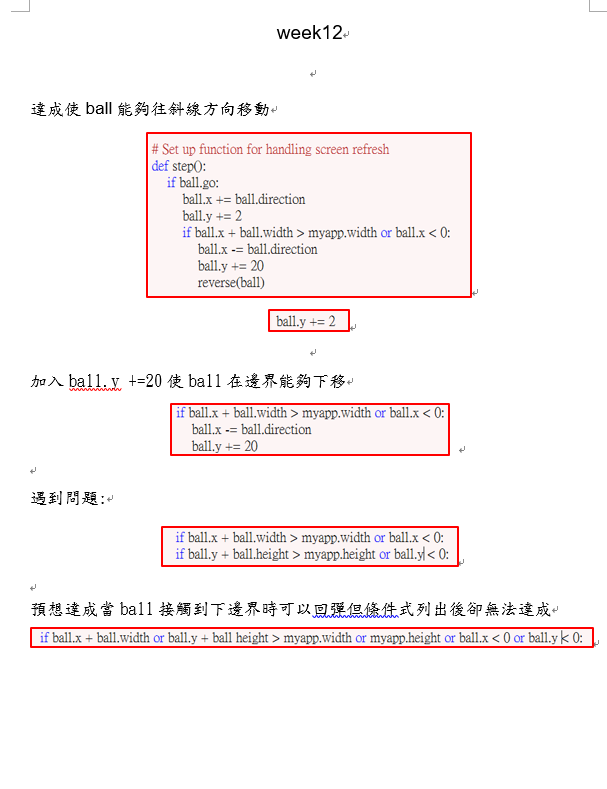 week12
達成使 ball 能夠往斜線方向移動
# Set up function for handling screen refresh
def step():
if ball.go:
ball.x += ball.direction
ball.y += 2
if ball.x + ball.width > myapp.width or ball.x < 0:
ball.x -= ball.direction
ball.y += 20
reverse(ball)
ball.y += 2
加入 ball.y +=20 使 ball 在邊界能夠下移
if ball.x + ball.width > myapp.width or ball.x < 0:
ball.x -= ball.direction
ball.y += 20
遇到問題:
if ball.x + ball.width > myapp.width or ball.x < 0:
if ball.y + ball.height > myapp.height or ball.y < 0:
預想達成當 ball 接觸到下邊界時可以回彈但條件式列出後卻無法達成
if ball.x + ball.width or ball.y + ball height > myapp.width or myapp.height or ball.x < 0 or ball.y < 0: